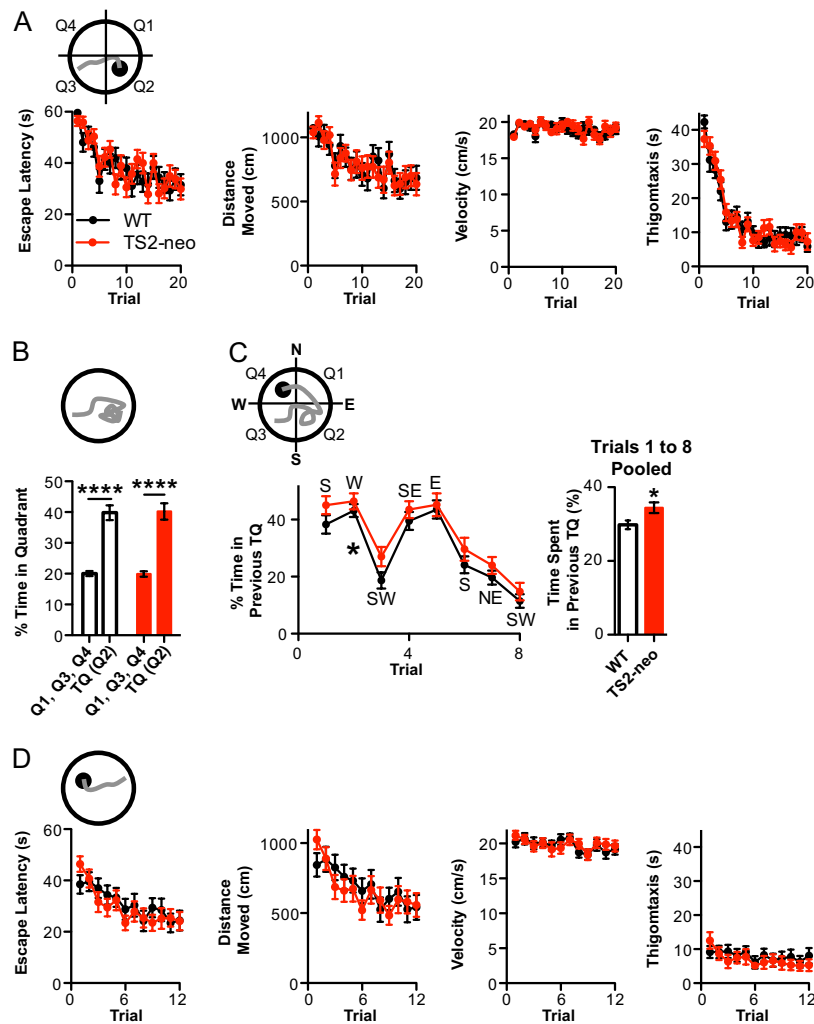 A
Q4 Q1
Q3 Q2
Escape Latency (s)
60
40
20
0
0 10 20
Trial
WT
TS2-neo
Distance
Moved (cm)
1000
500
0
0 10 20
Trial
Velocity (cm/s)
20
15
10
5
0
0 10 20
Trial
Thigomtaxis (s)
40
30
20
10
0
0 10 20
Trial
B
% Time in Quadrant
50
40
30
20
10
0
**** ****
Q1, Q3, Q4
TQ (Q2)
Q1, Q3, Q4
TQ (Q2)
C
N
Q4 Q1
W E
Q3 Q2
S
% Time in
Previous TQ
40
20
0
S W SE E
*
SW S NE SW
0 4 8
Trial
Trials 1 to 8
Pooled
Time Spent
in Previous TQ (%)
60
40
20
0
*
WT
TS2-neo
D
Escape Latency (s)
60
40
20
0
0 6 12
Trial
Distance
Moved (cm)
1000
500
0
0 6 12
Trial
Velocity (cm/s)
20
15
10
5
0
0 6 12
Trial
Thigomtaxis (s)
40
30
20
10
0
0 6 12
Trial